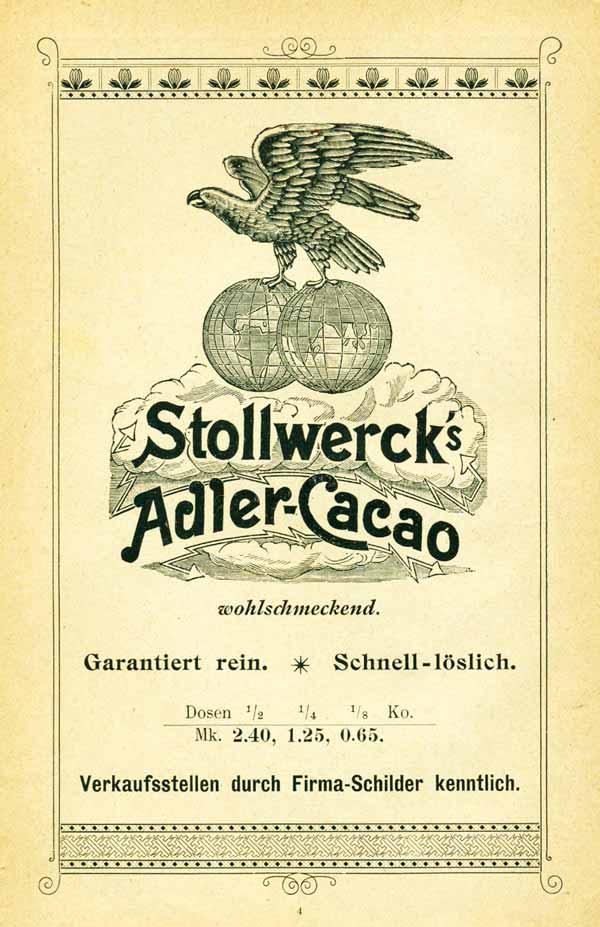 Stollwerck's
Adler-Cacao
wohlschmeckend.
Garantiert rein. ✳ Schnell-löslich.
Dosen 1/2 1/4 1/8 Ko.
Mk. 2.40, 1.25, 0.65.
Verkaufsstellen durch Firma-Schilder kenntlich.
4